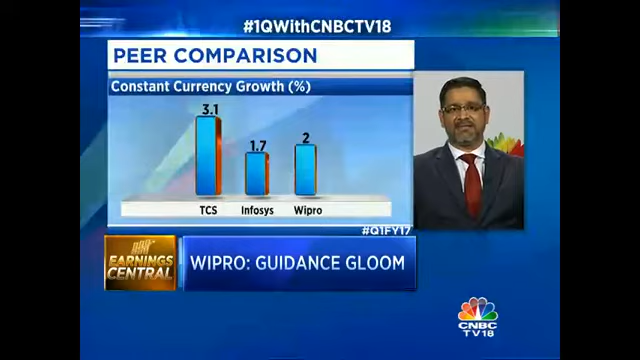 #1QWithCNBCTV18
PEER COMPARISON
Constant Currency Growth (%)
3.1
1.7
2
TCS
Infosys
Wipro
#Q1FY17
EARNINGS
CENTRAL
WIPRO: GUIDANCE GLOOM
CNBC
TV18